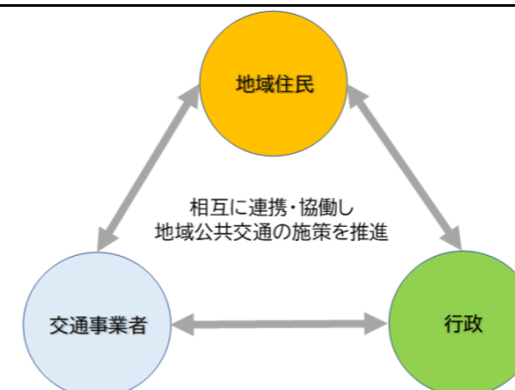 地域住民
相互に連携・協働し
地域公共交通の施策を推進
交通事業者
行政